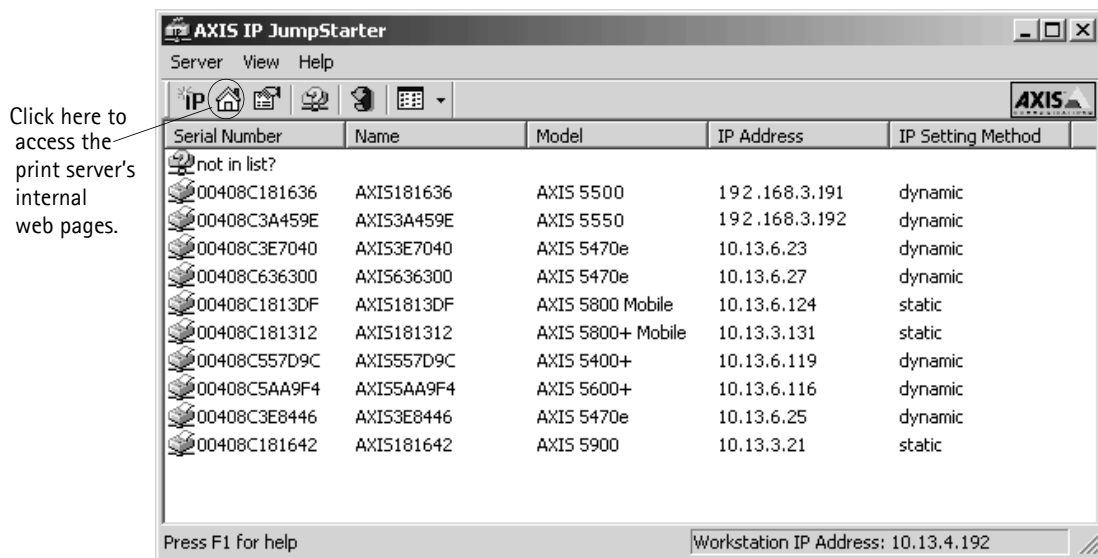 AXIS IP JumpStarter
Server View Help
IP
AXIS
COMMUNICATIONS
Click here to
access the
print server's
internal
web pages.
Serial Number Name Model IP Address IP Setting Method
not in list?
00408C181636 AXIS181636 AXIS 5500 192.168.3.191 dynamic
00408C3A459E AXIS3A459E AXIS 5550 192.168.3.192 dynamic
00408C3E7040 AXIS3E7040 AXIS 5470e 10.13.6.23 dynamic
00408C636300 AXIS636300 AXIS 5470e 10.13.6.27 dynamic
00408C1813DF AXIS1813DF AXIS 5800 Mobile 10.13.6.124 static
00408C181312 AXIS181312 AXIS 5800+ Mobile 10.13.3.131 static
00408C557D9C AXIS557D9C AXIS 5400+ 10.13.6.119 dynamic
00408C5AA9F4 AXIS5AA9F4 AXIS 5600+ 10.13.6.116 dynamic
00408C3E8446 AXIS3E8446 AXIS 5470e 10.13.6.25 dynamic
00408C181642 AXIS181642 AXIS 5900 10.13.3.21 static
Press F1 for help
Workstation IP Address: 10.13.4.192